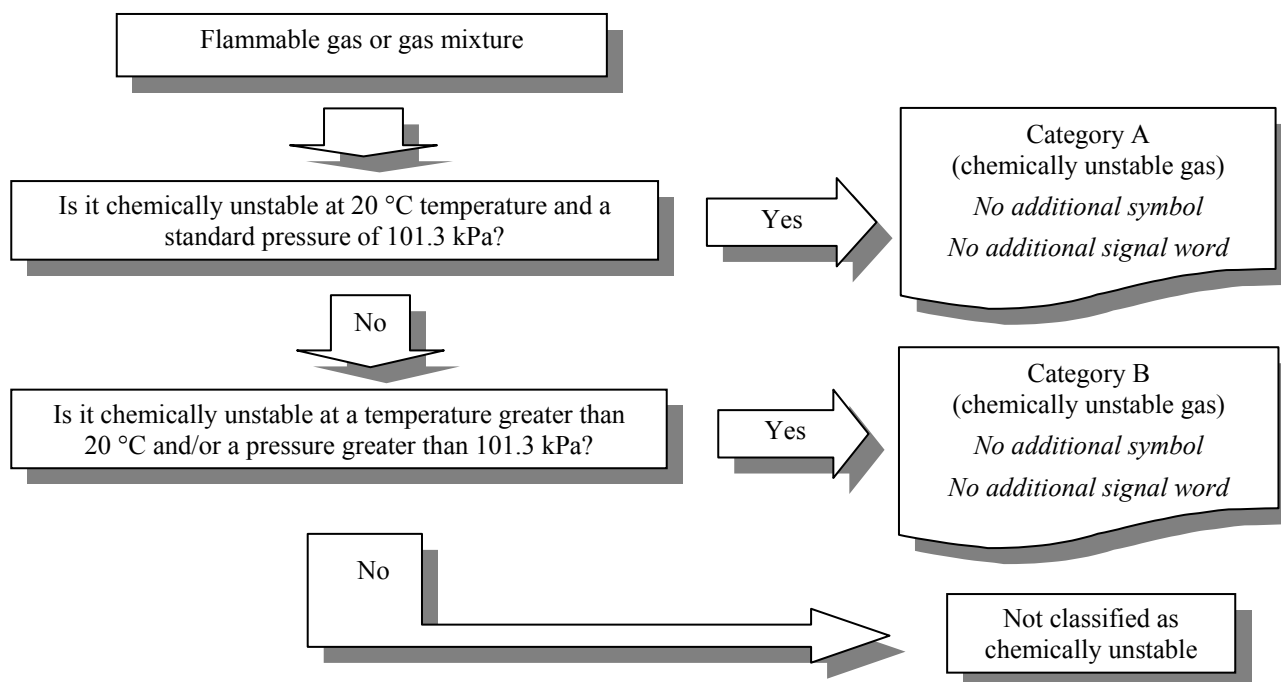 Flammable gas or gas mixture
Is it chemically unstable at 20 °C temperature and a
standard pressure of 101.3 kPa?
Yes
Category A
(chemically unstable gas)
No additional symbol
No additional signal word
No
Is it chemically unstable at a temperature greater than
20 °C and/or a pressure greater than 101.3 kPa?
Yes
Category B
(chemically unstable gas)
No additional symbol
No additional signal word
No
Not classified as
chemically unstable